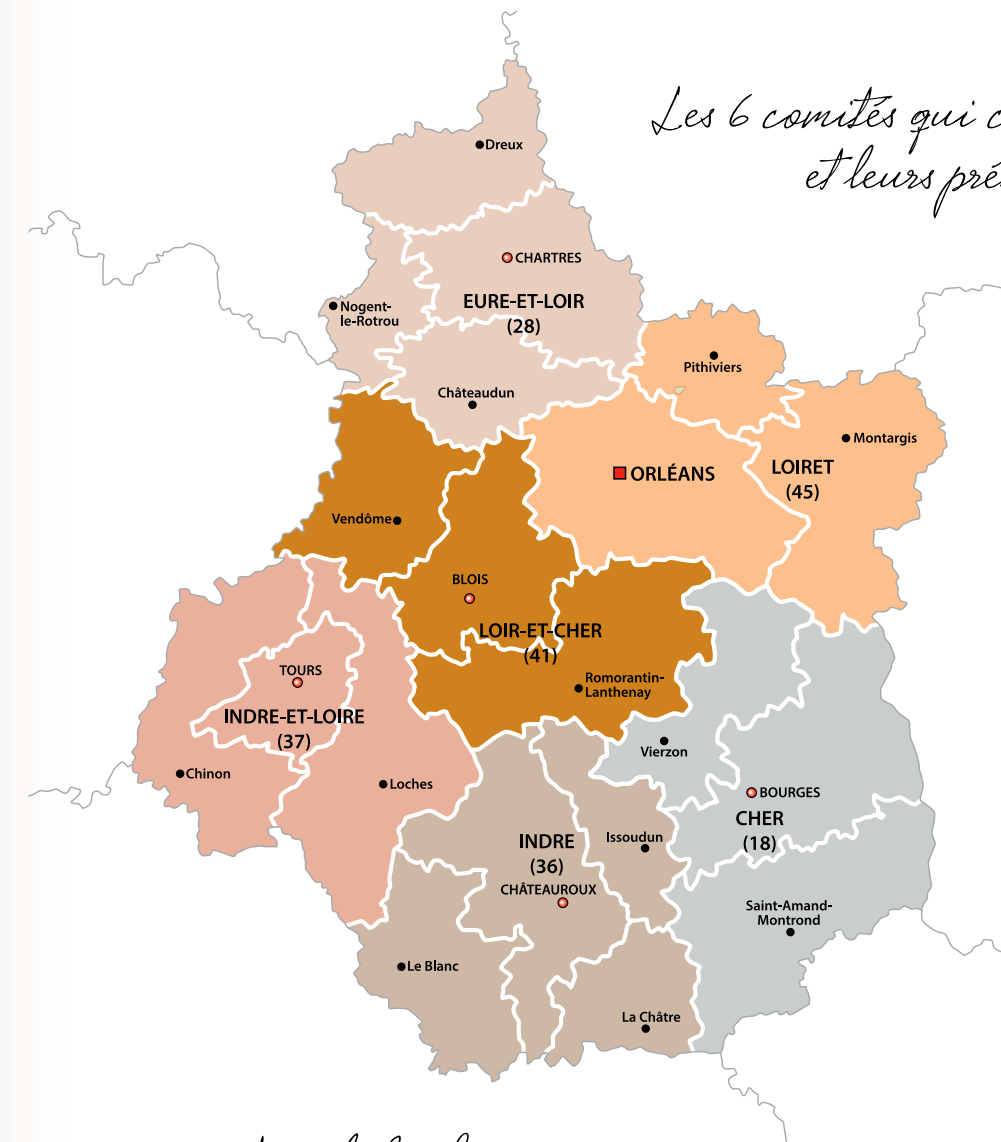 Les 6 comités qui
et leurs
Dreux
CHARTRES
EURE-ET-LOIR
(28)
Nogent-
le-Rotrou
Châteaudun
Pithiviers
Montargis
ORLÉANS
LOIRET
(45)
Vendôme
BLOIS
LOIR-ET-CHER
(41)
Romorantin-
Lanthenay
TOURS
INDRE-ET-LOIRE
(37)
Chinon
Loches
Vierzon
BOURGES
CHER
(18)
INDRE
(36)
CHÂTEAUROUX
Issoudun
Saint-Amand-
Montrond
Le Blanc
La Châtre